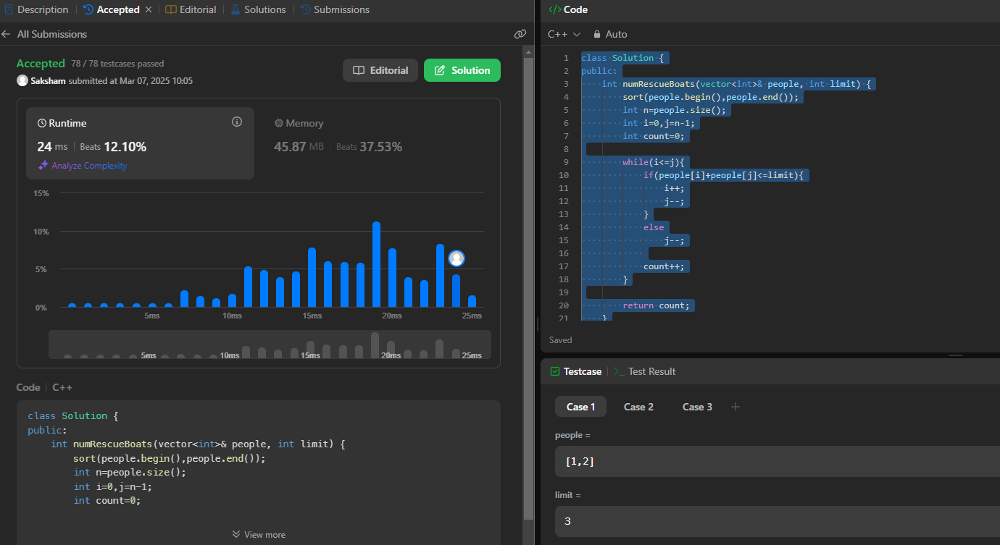 Description
Accepted
Editorial
Solutions
Submissions
All Submissions
Accepted 78 / 78 testcases passed
Saksham submitted at Mar 07, 2025 10:05
Editorial
Solution
Runtime
24 ms | Beats 12.10%
Analyze Complexity
Memory
45.87 MB | Beats 37.53%
15%
10%
5%
0%
5ms 10ms 15ms 20ms 25ms
5ms 10ms 15ms 20ms 25ms
Code | C++
class Solution {
public:
    int numRescueBoats(vector<int>& people, int limit) {
        sort(people.begin(),people.end());
        int n=people.size();
        int i=0,j=n-1;
        int count=0;
View more
</> Code
C++ Auto
1 class Solution {
2 public:
3     int numRescueBoats(vector<int>& people, int limit) {
4         sort(people.begin(),people.end());
5         int n=people.size();
6         int i=0,j=n-1;
7         int count=0;
8
9         while(i<=j){
10             if(people[i]+people[j]<=limit){
11                 i++;
12                 j--;
13             }
14             else
15                 j--;
16
17             count++;
18         }
19
20         return count;
21     }
Saved
Testcase
>_ Test Result
Case 1 Case 2 Case 3 +
people =
[1,2]
limit =
3